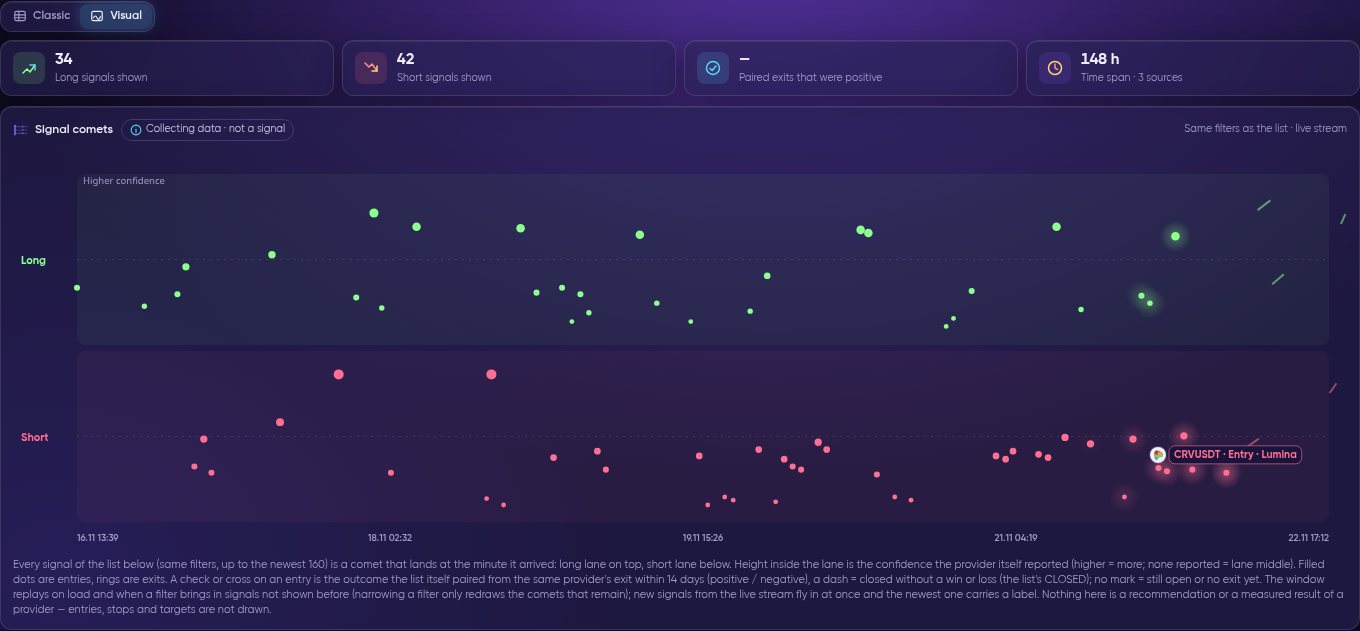 Classic
Visual
34
Long signals shown
42
Short signals shown
—
Paired exits that were positive
148 h
Time span · 3 sources
Signal comets
Collecting data · not a signal
Same filters as the list · live stream
Higher confidence
Long
Short
CRVUSDT · Entry · Lumina
16.11 13:39
18.11 02:32
19.11 15:26
21.11 04:19
22.11 17:12
Every signal of the list below (same filters, up to the newest 160) is a comet that lands at the minute it arrived: long lane on top, short lane below. Height inside the lane is the confidence the provider itself reported (higher = more; none reported = lane middle). Filled
dots are entries, rings are exits. A check or cross on an entry is the outcome the list itself paired from the same provider's exit within 14 days (positive / negative), a dash = closed without a win or loss (the list's CLOSED); no mark = still open or no exit yet. The window
replays on load and when a filter brings in signals not shown before (narrowing a filter only redraws the comets that remain); new signals from the live stream fly in at once and the newest one carries a label. Nothing here is a recommendation or a measured result of a
provider — entries, stops and targets are not drawn.